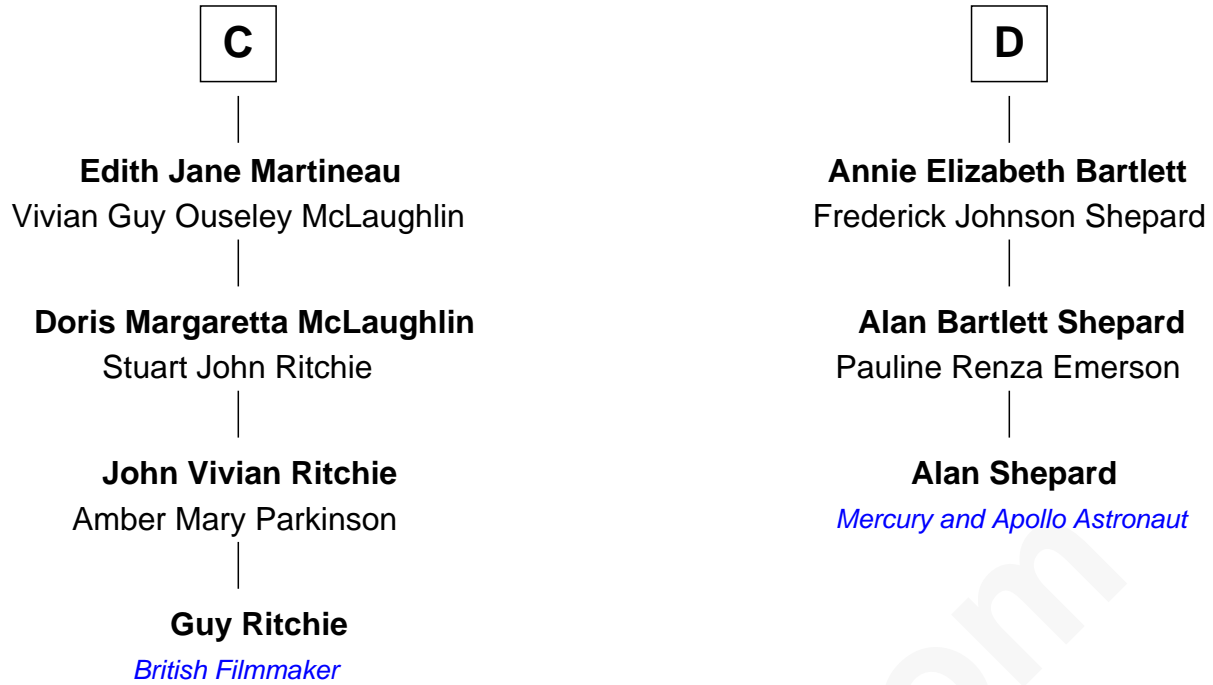 C
Edith Jane Martineau
Vivian Guy Ouseley McLaughlin
Doris Margaretta McLaughlin
Stuart John Ritchie
John Vivian Ritchie
Amber Mary Parkinson
Guy Ritchie
British Filmmaker
D
Annie Elizabeth Bartlett
Frederick Johnson Shepard
Alan Bartlett Shepard
Pauline Renza Emerson
Alan Shepard
Mercury and Apollo Astronaut
om